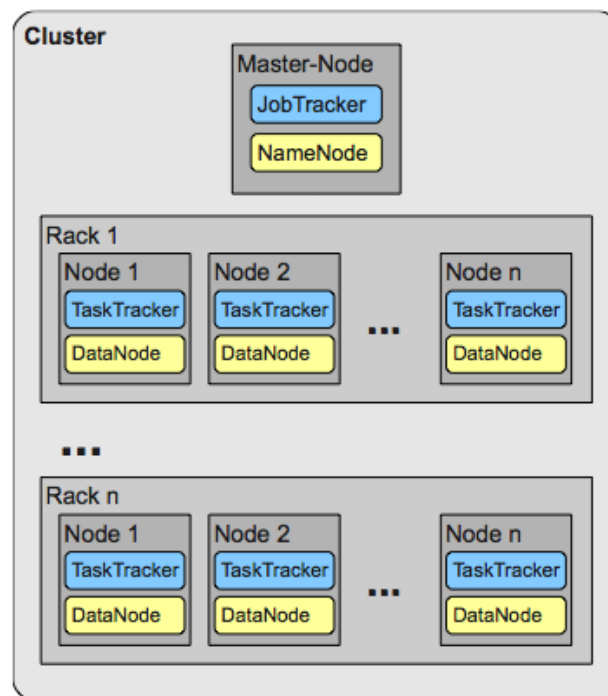 Cluster
Master-Node
JobTracker
NameNode
Rack 1
Node 1 Node 2 Node n
TaskTracker TaskTracker ... TaskTracker
DataNode DataNode DataNode
...
Rack n
Node 1 Node 2 Node n
TaskTracker TaskTracker ... TaskTracker
DataNode DataNode DataNode